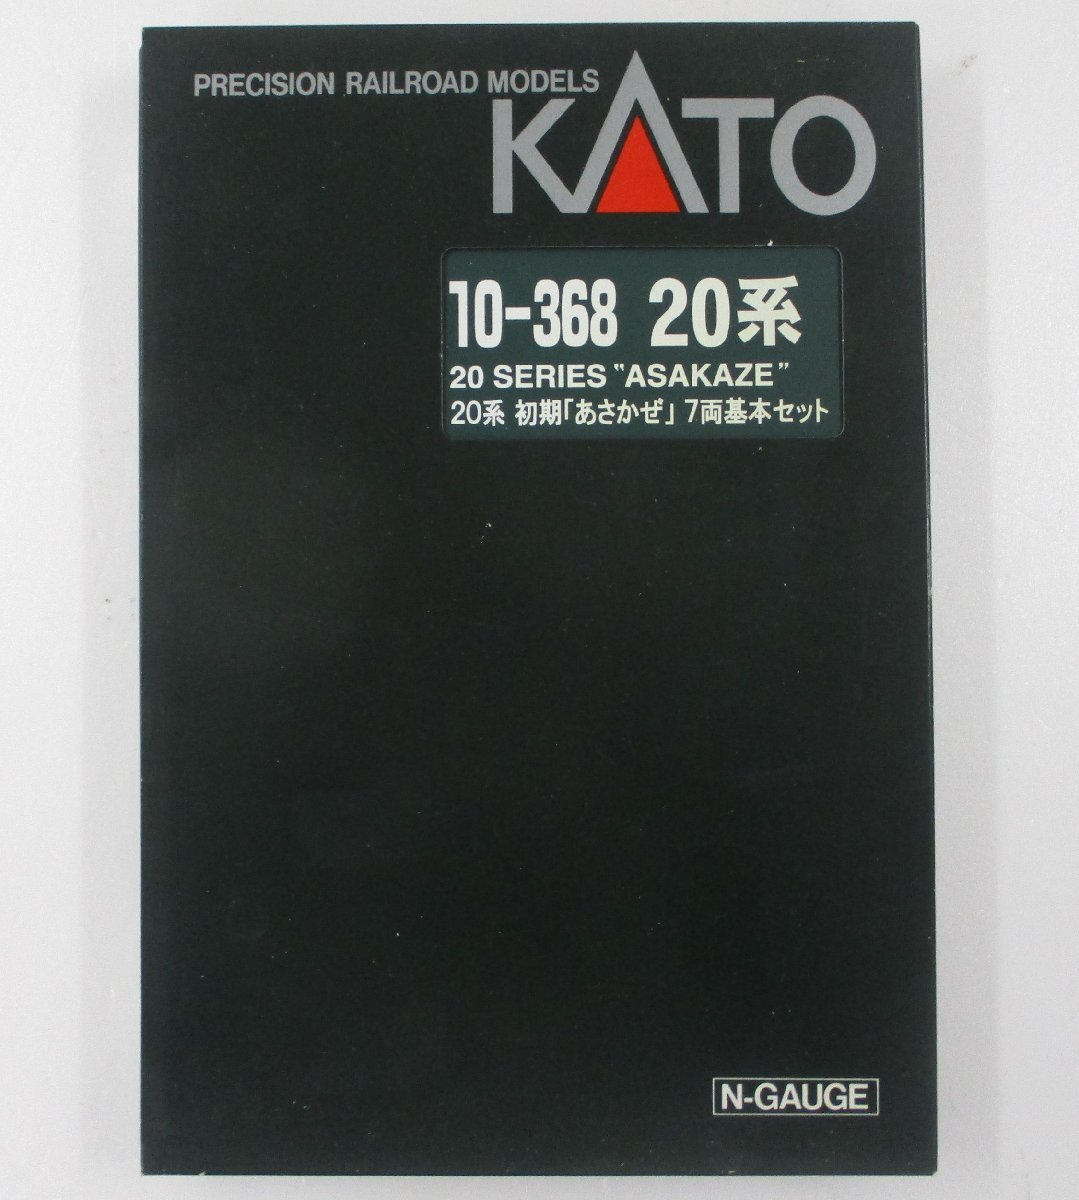 PRECISION RAILROAD MODELS
KATO
10-368 20系
20 SERIES "ASAKAZE"
20系 初期「あさかぜ」 7両基本セット
N-GAUGE